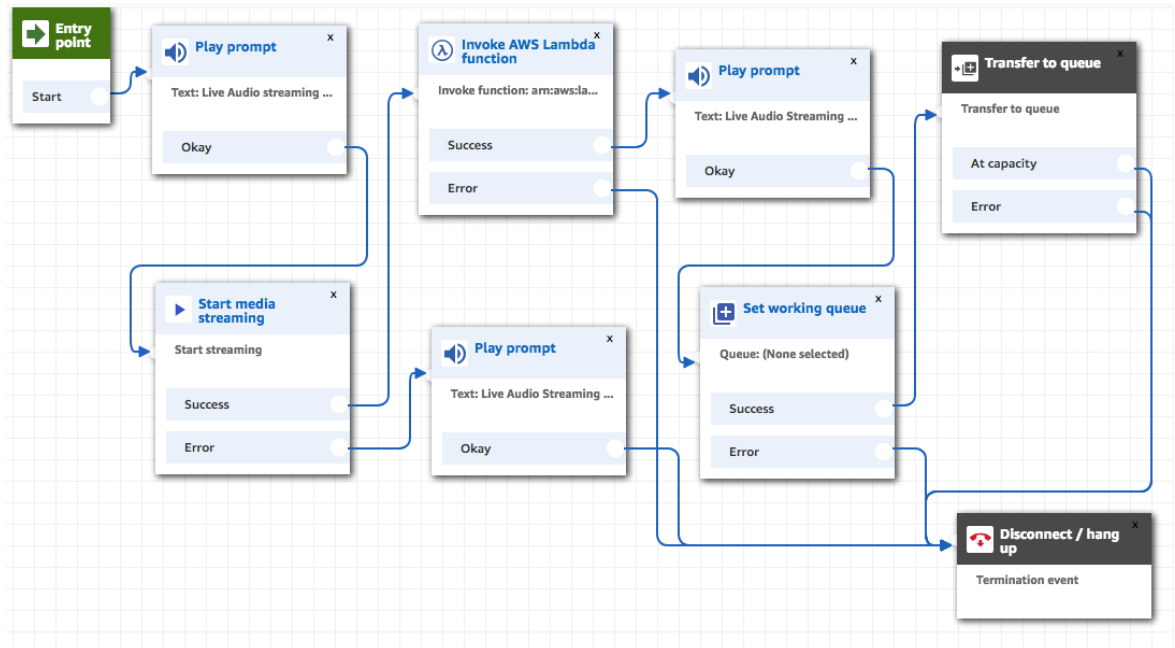 Entry
point
Start
Play prompt
x
Text: Live Audio streaming ...
Okay
Invoke AWS Lambda
function
x
Invoke function: arn:aws:la...
Success
Error
Play prompt
x
Text: Live Audio Streaming ...
Okay
Transfer to queue
x
Transfer to queue
At capacity
Error
Start media
streaming
x
Start streaming
Success
Error
Play prompt
x
Text: Live Audio Streaming ...
Okay
Set working queue
x
Queue: (None selected)
Success
Error
Disconnect / hang
up
x
Termination event